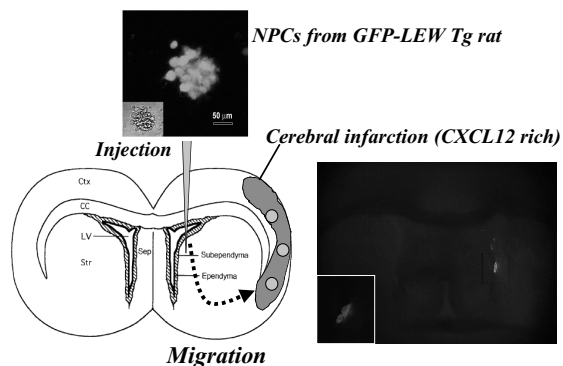 NPCs from GFP-LEW Tg rat
50 µm
Cerebral infarction (CXCL12 rich)
Injection
Ctx
CC
LV
Sep
Subependyma
Str
Ependyma
Migration